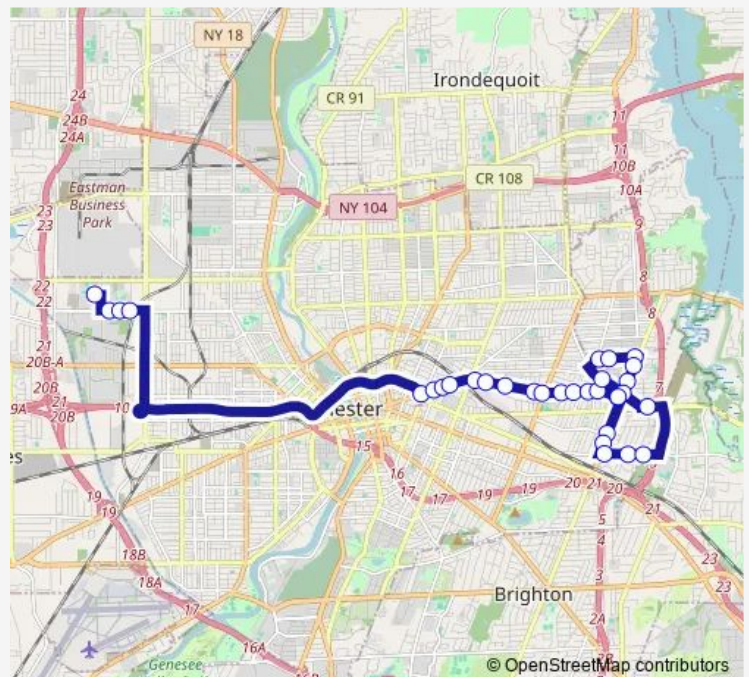 NY 18
Irondequoit
CR 91
24
24B
24A
11
11
10B
10A
Eastman
Business
Park
CR 108
NY 104
23
23
9
8
8
22
22
21
20B-A
20B
21
20B
9A
10
7
ester
es
15
16
17
17
19
19
20
21
20
21
5
4
3
2A
19
19
18B
18A
17
16A
23
23
Brighton
Genesee
© OpenStreetMap contributors